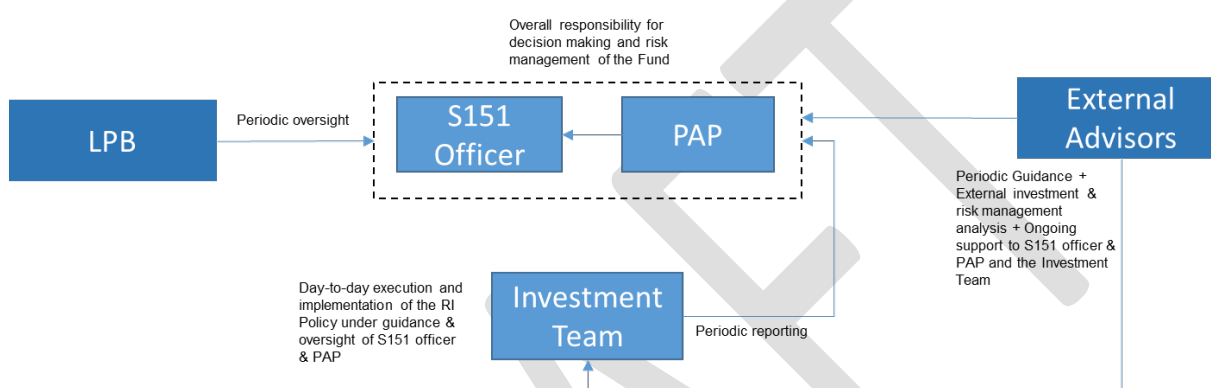 Overall responsibility for
decision making and risk
management of the Fund
LPB
Periodic oversight
S151
Officer
PAP
External
Advisors
Periodic Guidance +
External investment &
risk management
analysis + Ongoing
support to S151 officer &
PAP and the Investment
Team
Day-to-day execution and
implementation of the RI
Policy under guidance &
oversight of S151 officer
& PAP
Investment
Team
Periodic reporting